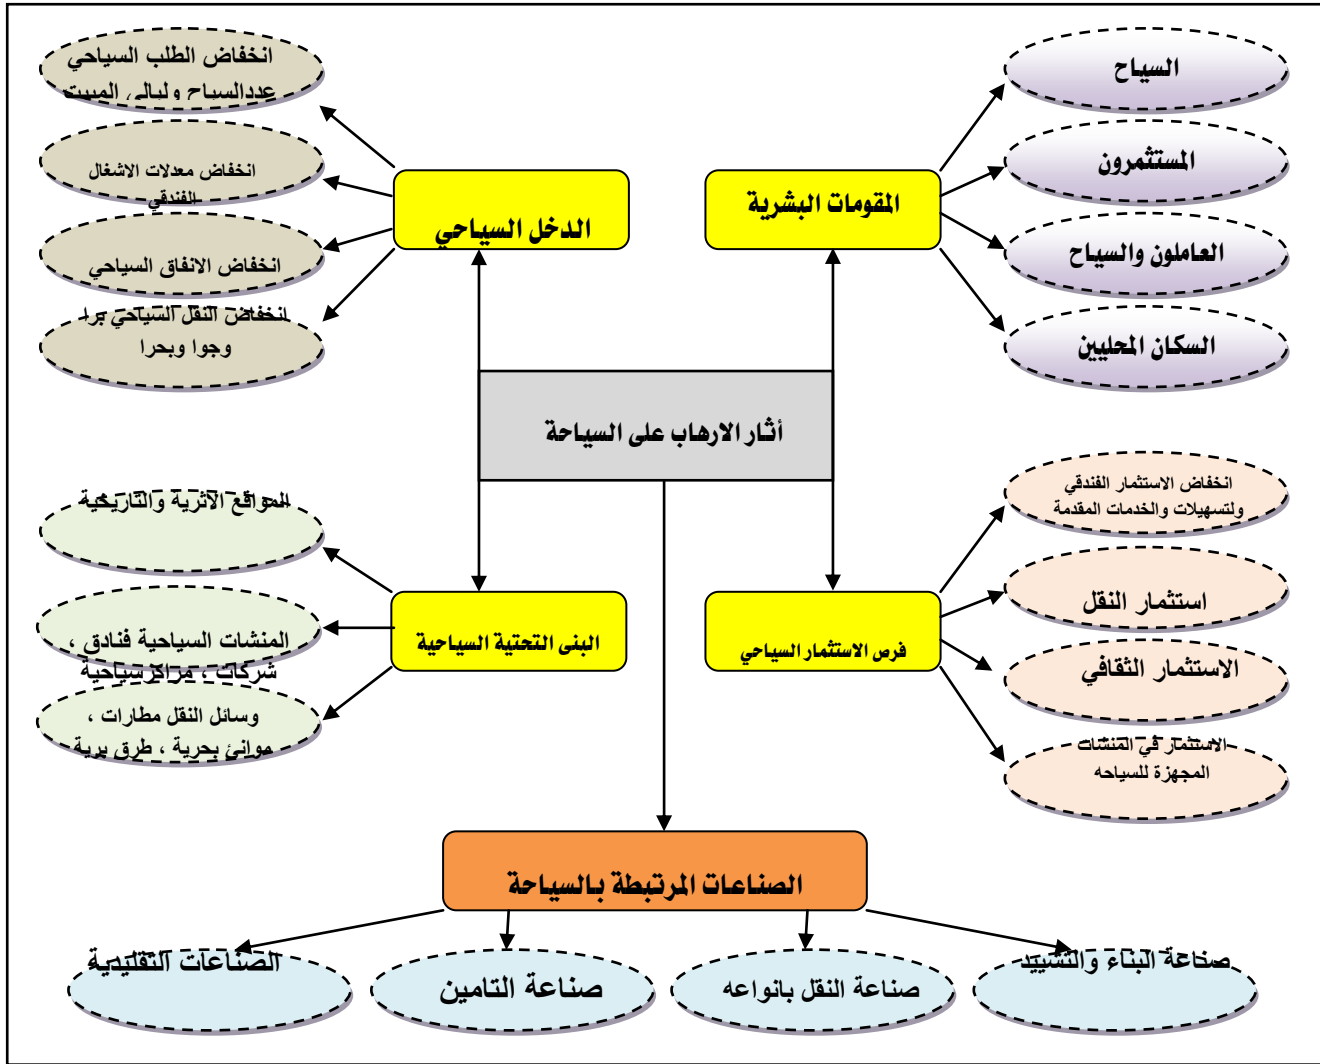 السياح
المستثمرون
المقومات البشرية
العاملون والسياح
السكان المحليين
انخفاض الطلب السياحي
عددالسياح وليالي المبيت
انخفاض معدلات الاشغال
الفندقي
الدخل السياحي
انخفاض الانفاق السياحي
انخفاض النقل السياحي برا
وجوا وبحرا
أثار الارهاب على السياحة
انخفاض الاستثمار الفندقي
ولتسهيلات والخدمات المقدمة
استثمار النقل
فرص الاستثمار السياحي
الاستثمار الثقافي
الاستثمار في المنشات
المجهزة للسياحه
المواقع الاثرية والتاريخية
البنى التحتية السياحية
المنشات السياحية فنادق ،
شركات ، مراكزسياحية
وسائل النقل مطارات ،
موانئ بحرية ، طرق برية
الصناعات المرتبطة بالسياحة
صناعة البناء والتشييد
صناعة النقل بانواعه
صناعة التامين
الصناعات التقليدية